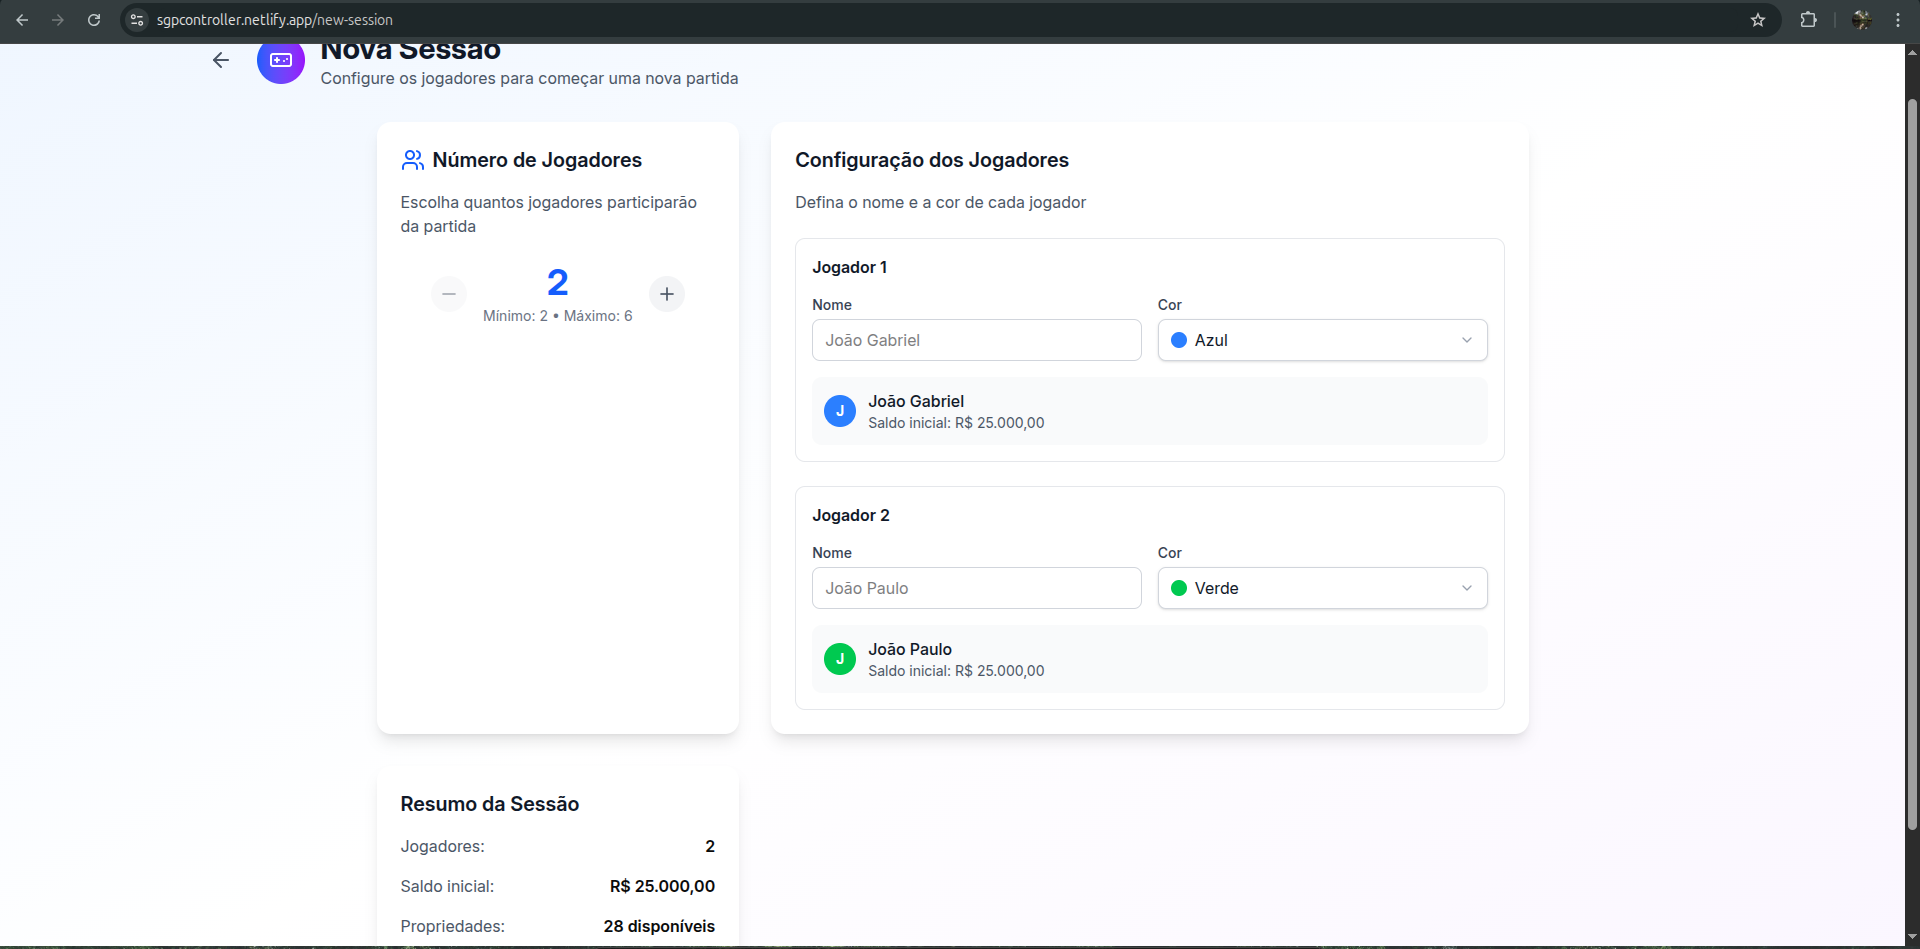 sgpcontroller.netlify.app/new-session
Nova Sessão
Configure os jogadores para começar uma nova partida
Número de Jogadores
Escolha quantos jogadores participarão
da partida
2
Mínimo: 2 • Máximo: 6
Configuração dos Jogadores
Defina o nome e a cor de cada jogador
Jogador 1
Nome
Cor
João Gabriel
Azul
J
João Gabriel
Saldo inicial: R$ 25.000,00
Jogador 2
Nome
Cor
João Paulo
Verde
J
João Paulo
Saldo inicial: R$ 25.000,00
Resumo da Sessão
Jogadores: 2
Saldo inicial: R$ 25.000,00
Propriedades: 28 disponíveis